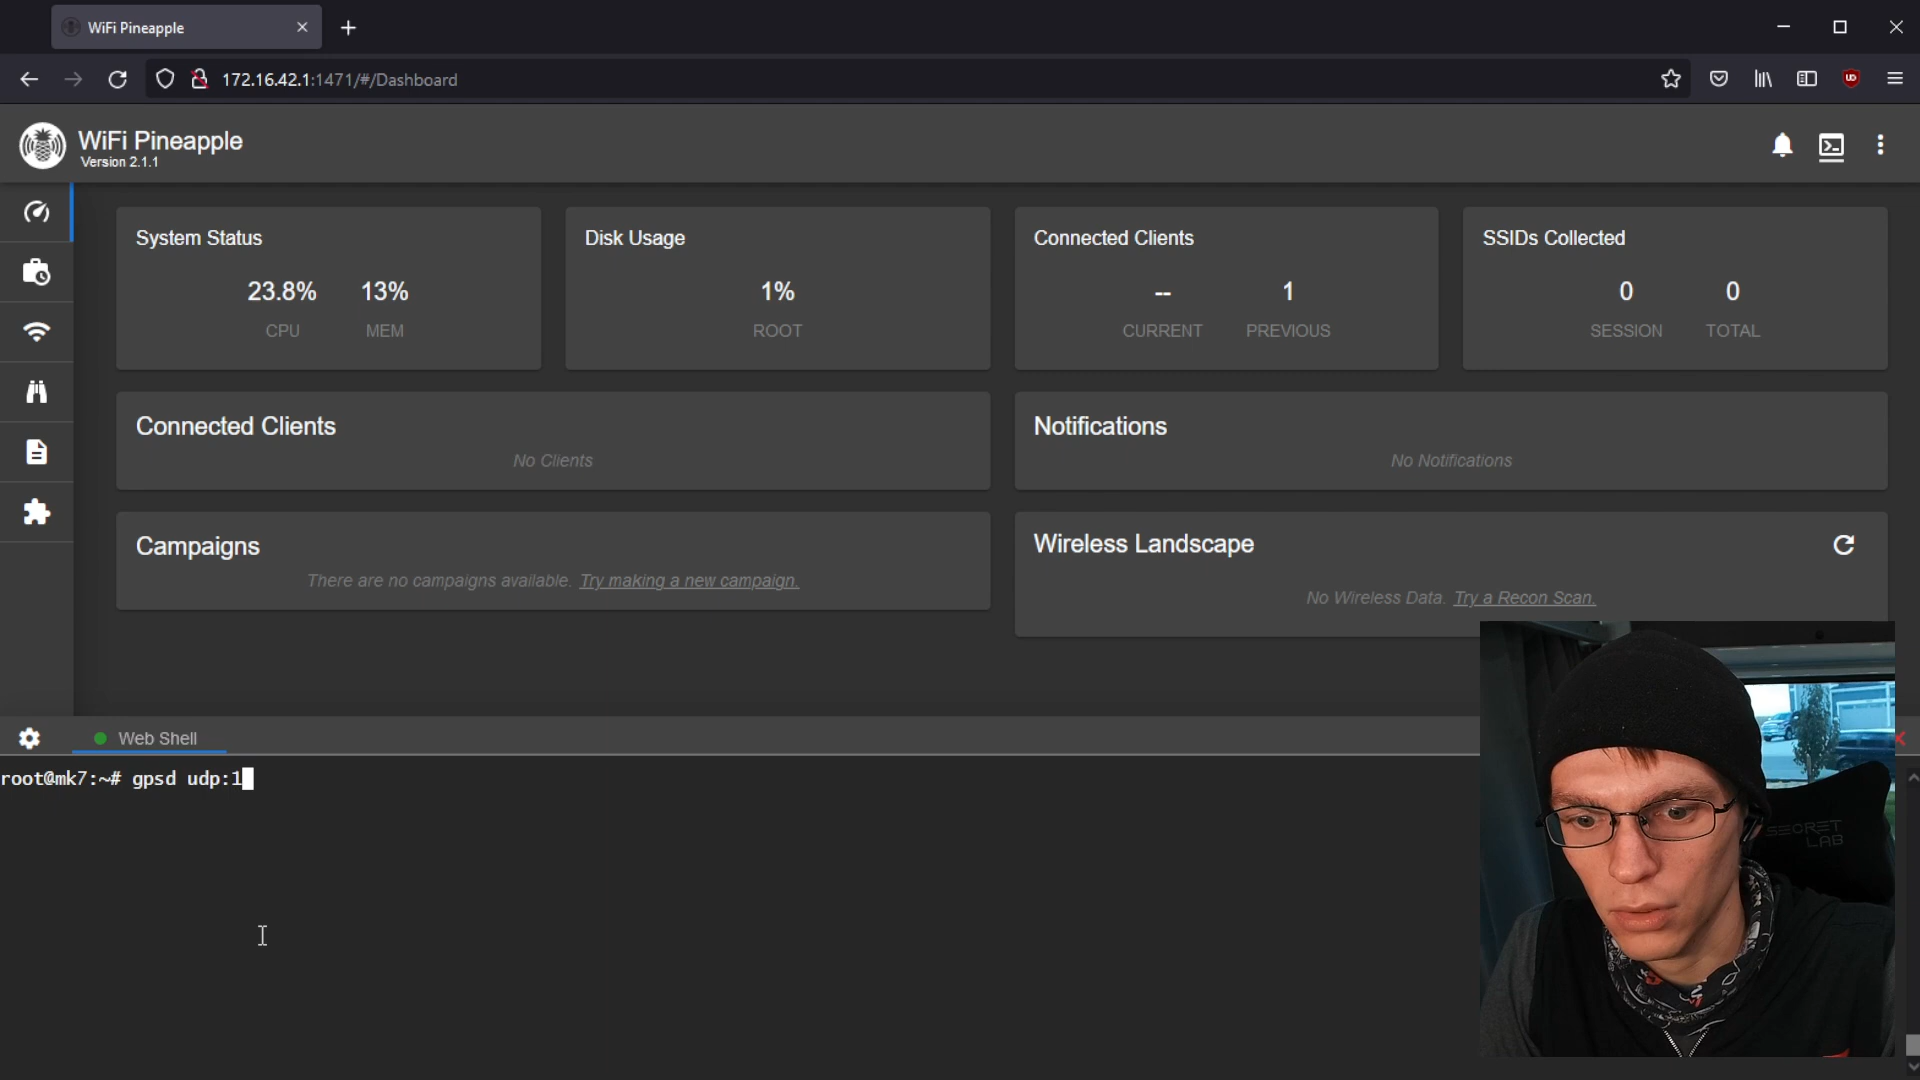 WiFi Pineapple
172.16.42.1:1471/#/Dashboard
WiFi Pineapple
Version 2.1.1
System Status
23.8% 13%
CPU MEM
Disk Usage
1%
ROOT
Connected Clients
-- 1
CURRENT PREVIOUS
SSIDs Collected
0 0
SESSION TOTAL
Connected Clients
No Clients
Notifications
No Notifications
Campaigns
There are no campaigns available. Try making a new campaign.
Wireless Landscape
No Wireless Data. Try a Recon Scan.
Web Shell
root@mk7:~# gpsd udp:1
SECRET
LAB